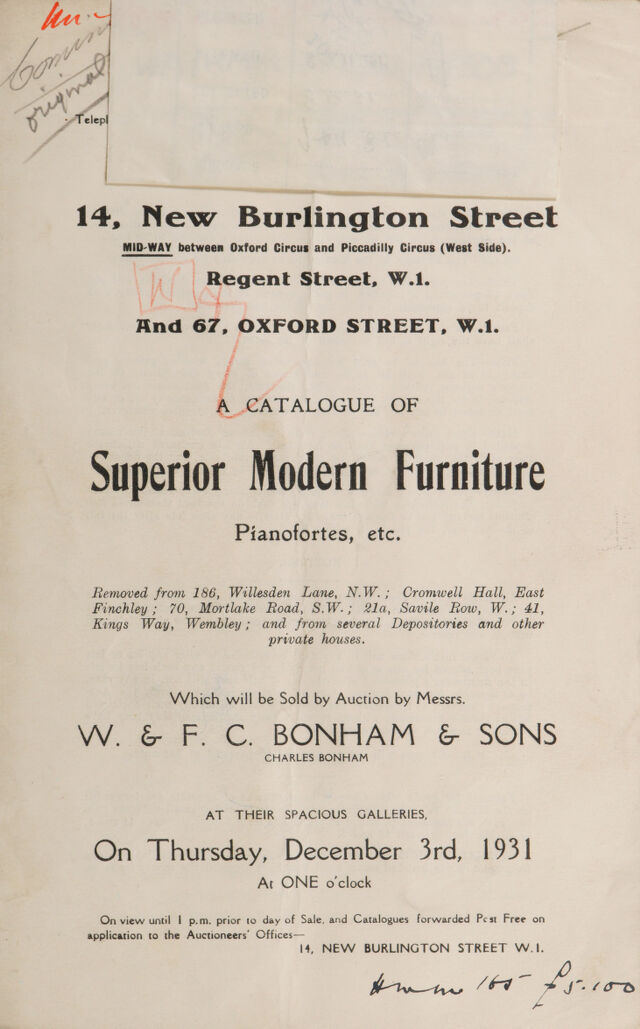 original
Telepl
14, New Burlington Street
MID-WAY between Oxford Circus and Piccadilly Circus (West Side).
W
Regent Street, W.1.
And 67, OXFORD STREET, W.1.
A CATALOGUE OF
Superior Modern Furniture
Pianofortes, etc.
Removed from 186, Willesden Lane, N.W. ; Cromwell Hall, East
Finchley ; 70, Mortlake Road, S.W. ; 21a, Savile Row, W. ; 41,
Kings Way, Wembley ; and from several Depositories and other
private houses.
Which will be Sold by Auction by Messrs.
W. & F. C. BONHAM & SONS
CHARLES BONHAM
AT THEIR SPACIOUS GALLERIES,
On Thursday, December 3rd, 1931
At ONE o'clock
On view until 1 p.m. prior to day of Sale, and Catalogues forwarded Post Free on
application to the Auctioneers' Offices—
14, NEW BURLINGTON STREET W.1.
165 £5.100